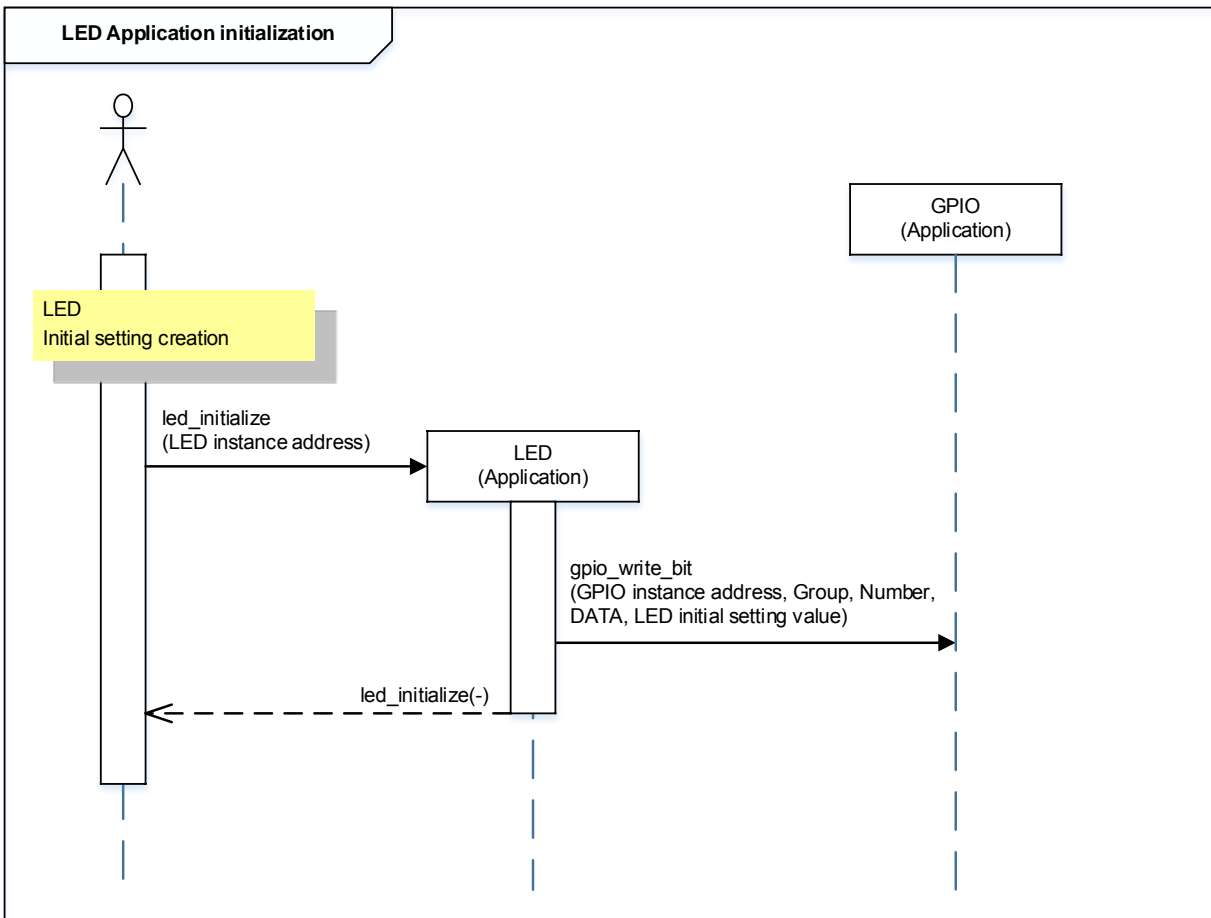 LED Application initialization
GPIO
(Application)
LED
Initial setting creation
led_initialize
(LED instance address)
LED
(Application)
gpio_write_bit
(GPIO instance address, Group, Number,
DATA, LED initial setting value)
led_initialize(-)